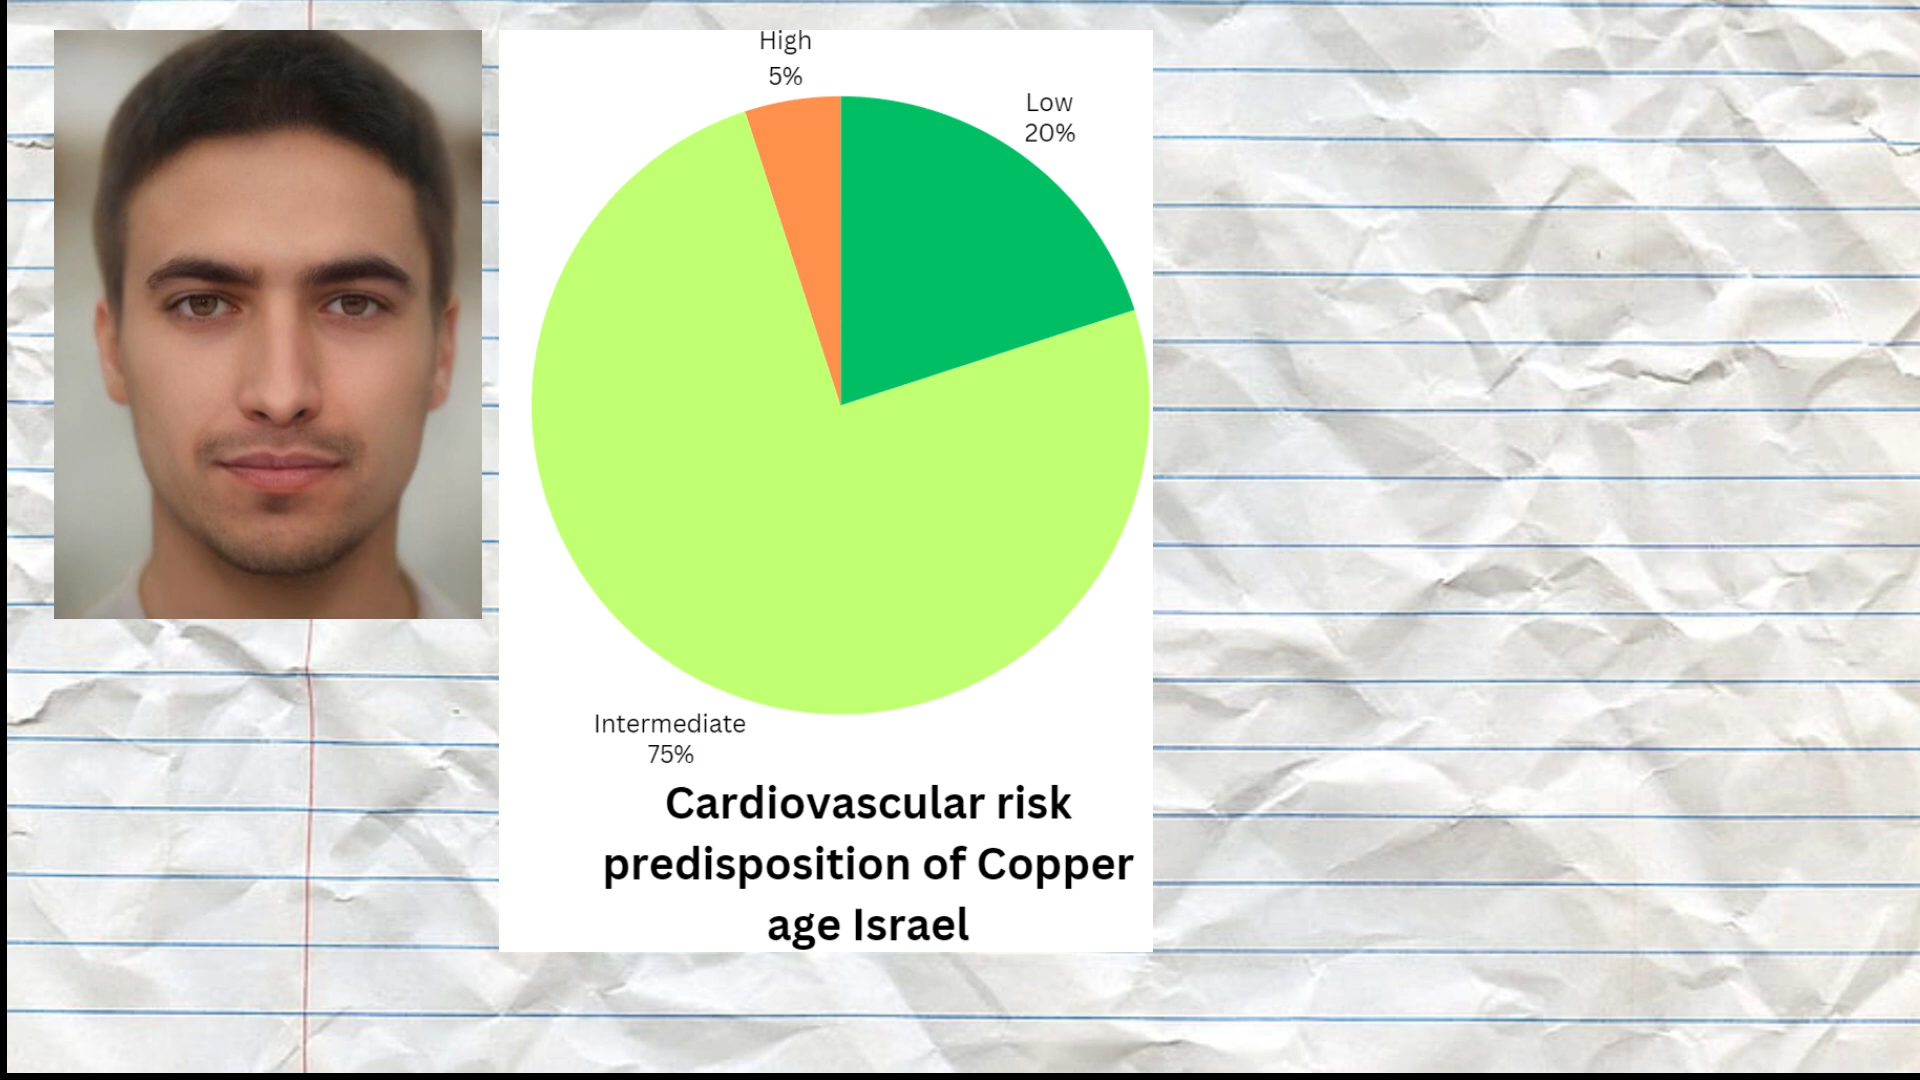 High
5%
Low
20%
Intermediate
75%
Cardiovascular risk
predisposition of Copper
age Israel